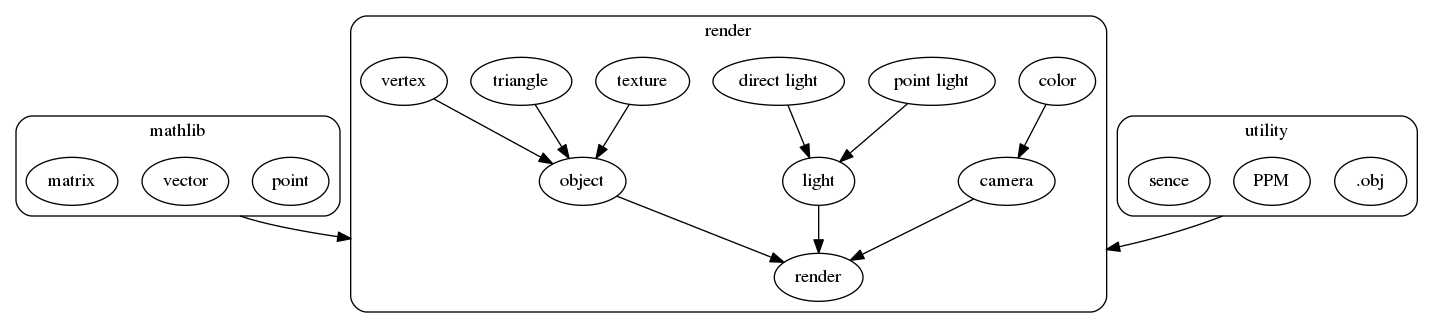 render
vertex
triangle
texture
direct light
point light
color
mathlib
matrix
vector
point
object
light
camera
utility
sence
PPM
.obj
render